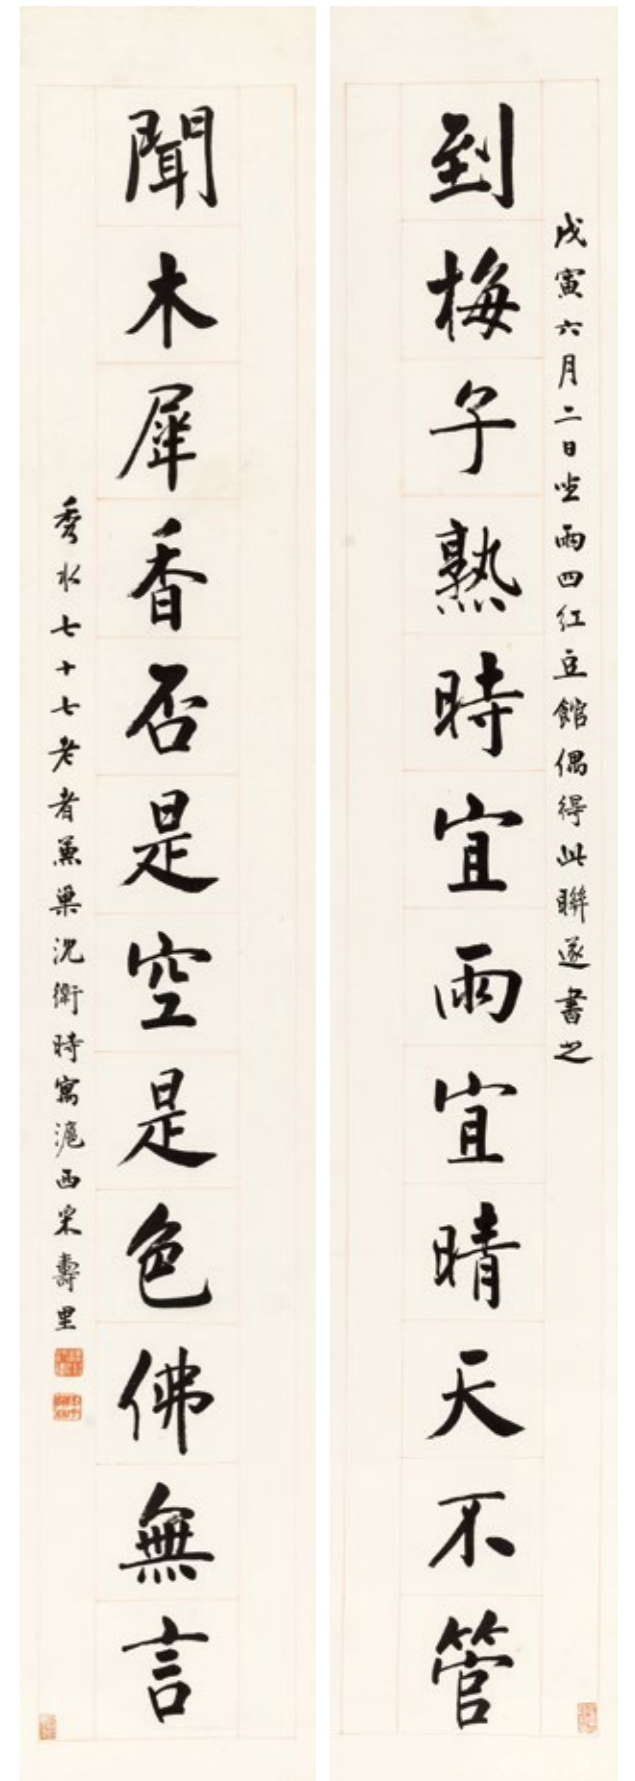 戊寅六月二日坐雨四紅豆館偶得此聯遂書之
到梅子熟時宜雨宜晴天不管
聞木犀香否是空是色佛無言
秀水七十七老者兼巢沈衛時寓滬西采壽里